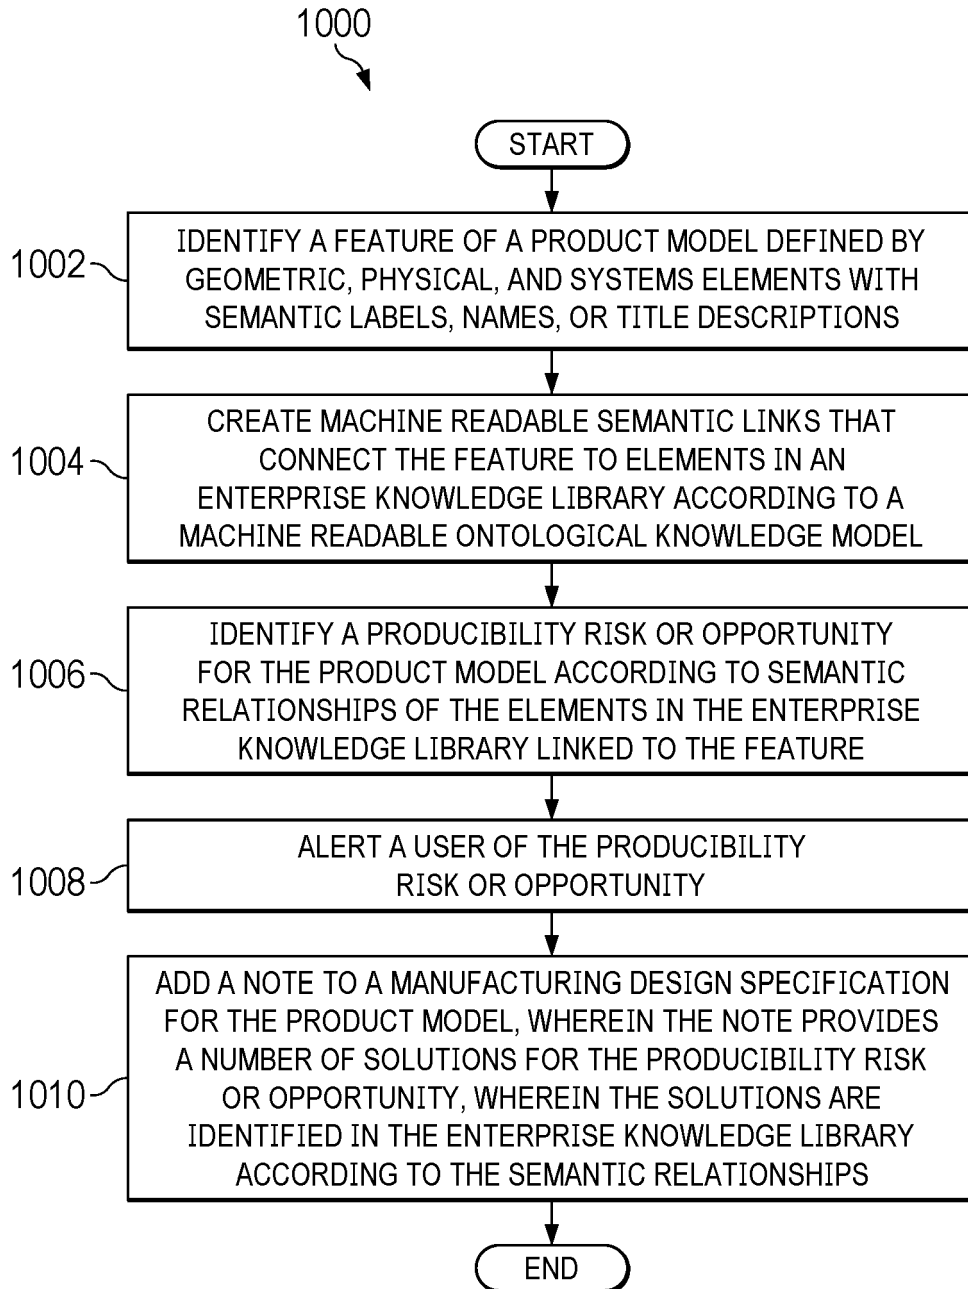 1000
START
1002
IDENTIFY A FEATURE OF A PRODUCT MODEL DEFINED BY
GEOMETRIC, PHYSICAL, AND SYSTEMS ELEMENTS WITH
SEMANTIC LABELS, NAMES, OR TITLE DESCRIPTIONS
1004
CREATE MACHINE READABLE SEMANTIC LINKS THAT
CONNECT THE FEATURE TO ELEMENTS IN AN
ENTERPRISE KNOWLEDGE LIBRARY ACCORDING TO A
MACHINE READABLE ONTOLOGICAL KNOWLEDGE MODEL
1006
IDENTIFY A PRODUCIBILITY RISK OR OPPORTUNITY
FOR THE PRODUCT MODEL ACCORDING TO SEMANTIC
RELATIONSHIPS OF THE ELEMENTS IN THE ENTERPRISE
KNOWLEDGE LIBRARY LINKED TO THE FEATURE
1008
ALERT A USER OF THE PRODUCIBILITY
RISK OR OPPORTUNITY
1010
ADD A NOTE TO A MANUFACTURING DESIGN SPECIFICATION
FOR THE PRODUCT MODEL, WHEREIN THE NOTE PROVIDES
A NUMBER OF SOLUTIONS FOR THE PRODUCIBILITY RISK
OR OPPORTUNITY, WHEREIN THE SOLUTIONS ARE
IDENTIFIED IN THE ENTERPRISE KNOWLEDGE LIBRARY
ACCORDING TO THE SEMANTIC RELATIONSHIPS
END